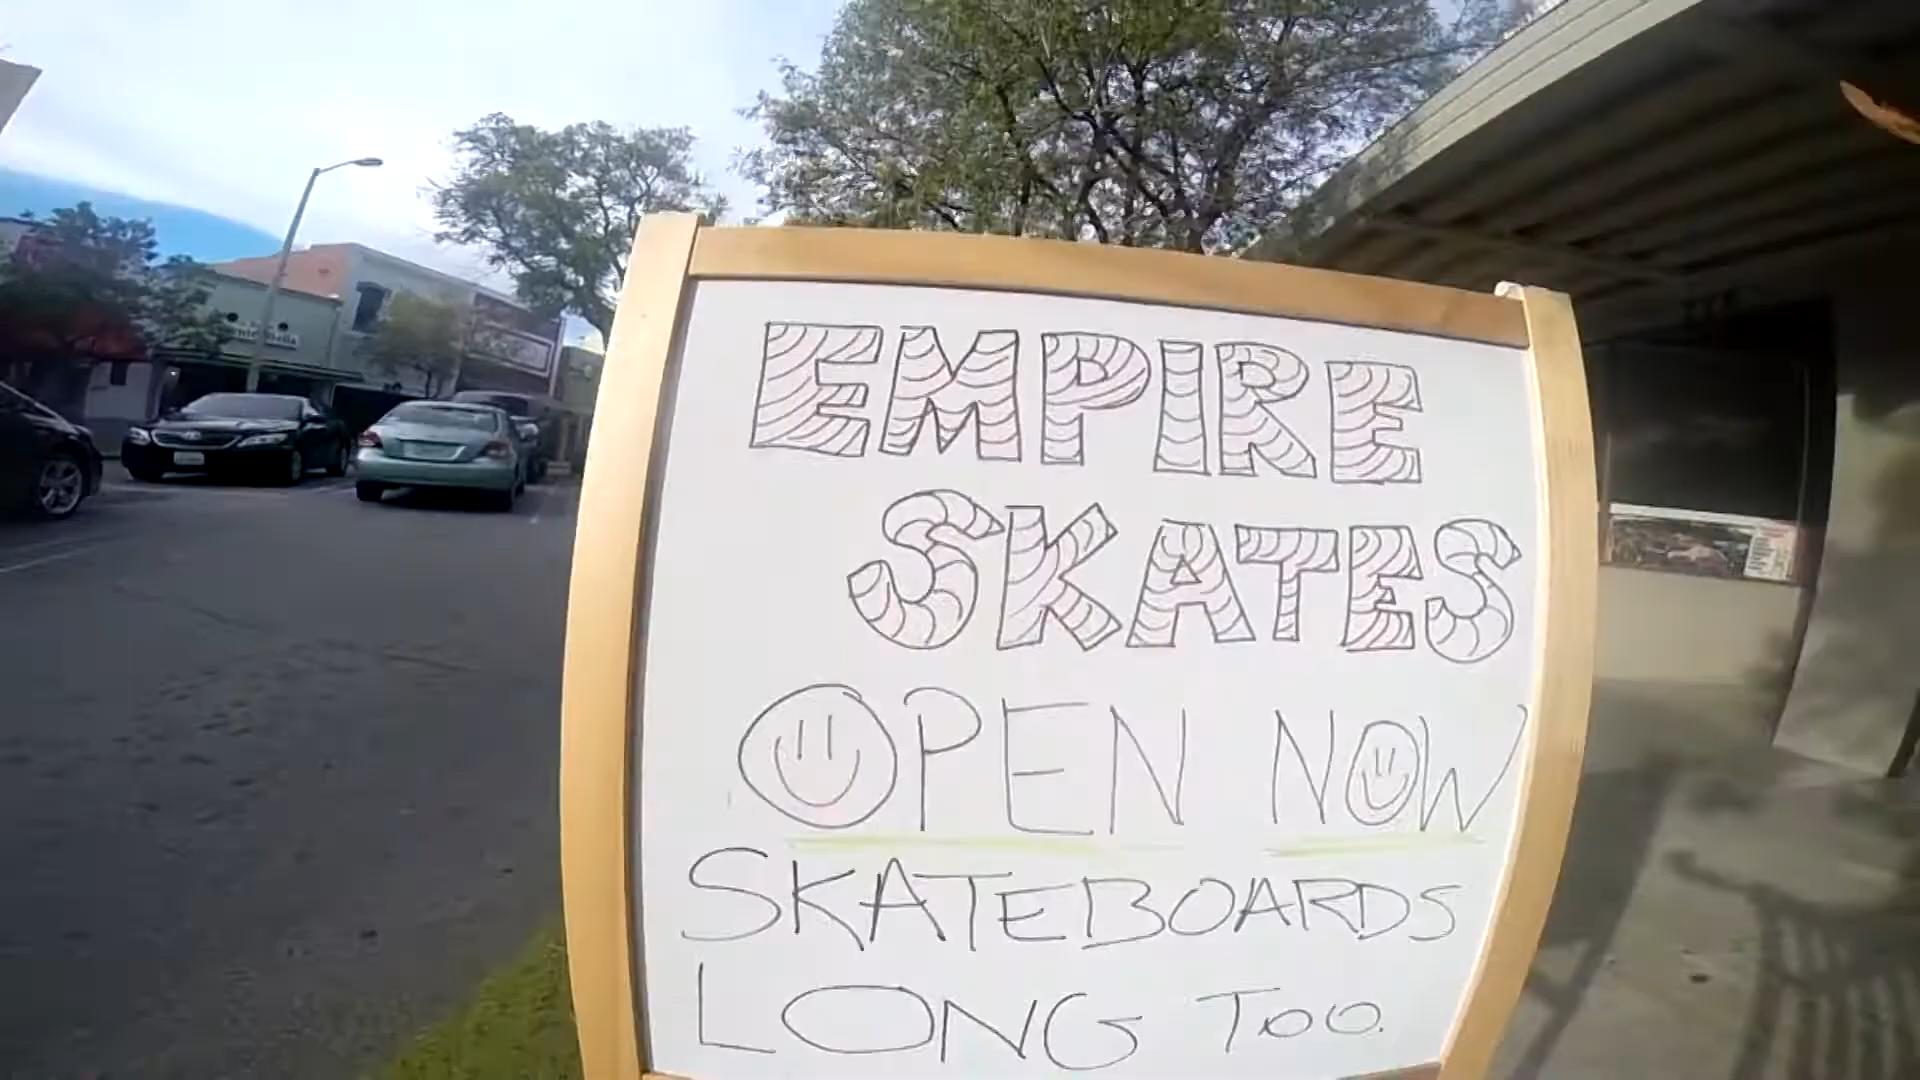 EMPIRE
SKATES
OPEN NOW
SKATEBOARDS
LONG TOO